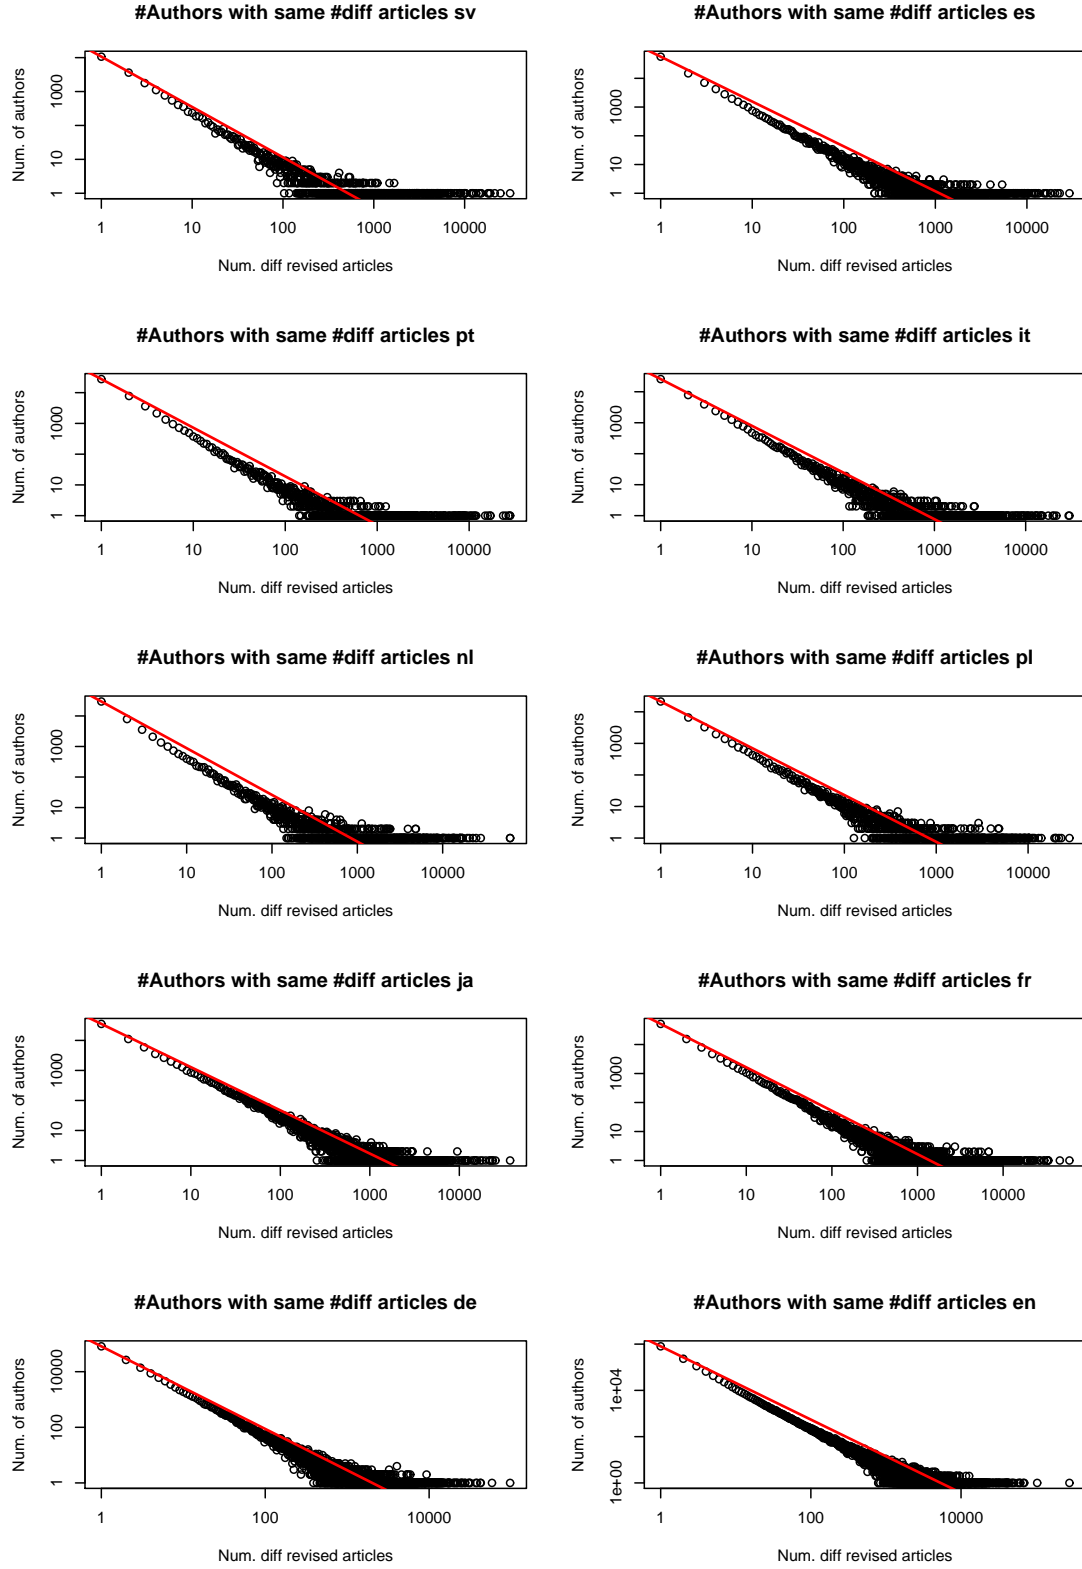 #Authors with same #diff articles sv
Num. of authors
1000
10
1
1 10 100 1000 10000
Num. diff revised articles
#Authors with same #diff articles es
Num. of authors
1000
10
1
1 10 100 1000 10000
Num. diff revised articles
#Authors with same #diff articles pt
Num. of authors
1000
10
1
1 10 100 1000 10000
Num. diff revised articles
#Authors with same #diff articles it
Num. of authors
1000
10
1
1 10 100 1000 10000
Num. diff revised articles
#Authors with same #diff articles nl
Num. of authors
1000
10
1
1 10 100 1000 10000
Num. diff revised articles
#Authors with same #diff articles pl
Num. of authors
1000
10
1
1 10 100 1000 10000
Num. diff revised articles
#Authors with same #diff articles ja
Num. of authors
1000
10
1
1 10 100 1000 10000
Num. diff revised articles
#Authors with same #diff articles fr
Num. of authors
1000
10
1
1 10 100 1000 10000
Num. diff revised articles
#Authors with same #diff articles de
Num. of authors
10000
100
1
1 100 10000
Num. diff revised articles
#Authors with same #diff articles en
Num. of authors
1e+04
1e+00
1 100 10000
Num. diff revised articles